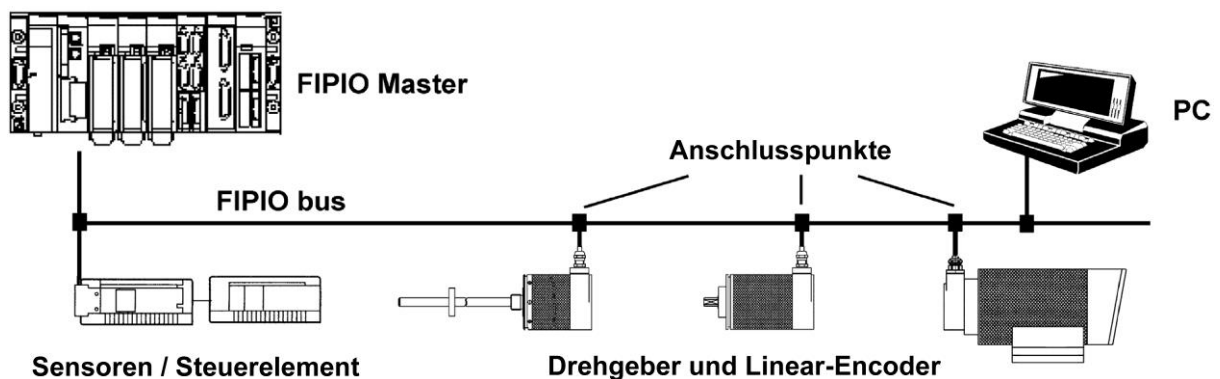 FIPIO Master
PC
Anschlusspunkte
FIPIO bus
Sensoren / Steuerelement
Drehgeber und Linear-Encoder